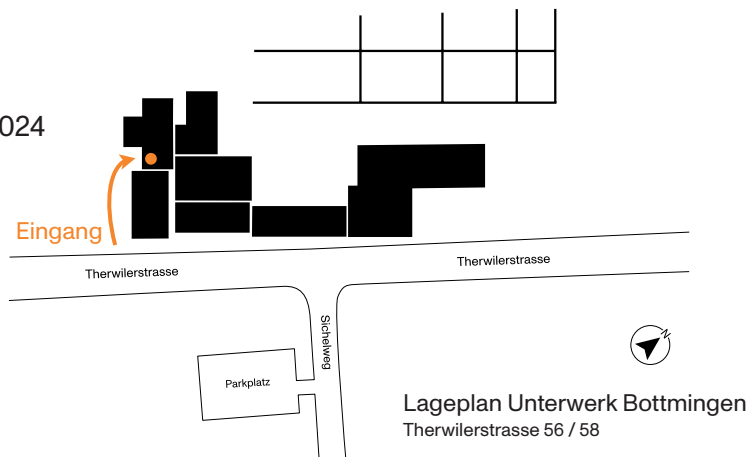 024
Eingang
Therwilerstrasse
Therwilerstrasse
Sichelweg
Parkplatz
N
Lageplan Unterwerk Bottmingen
Therwilerstrasse 56 / 58